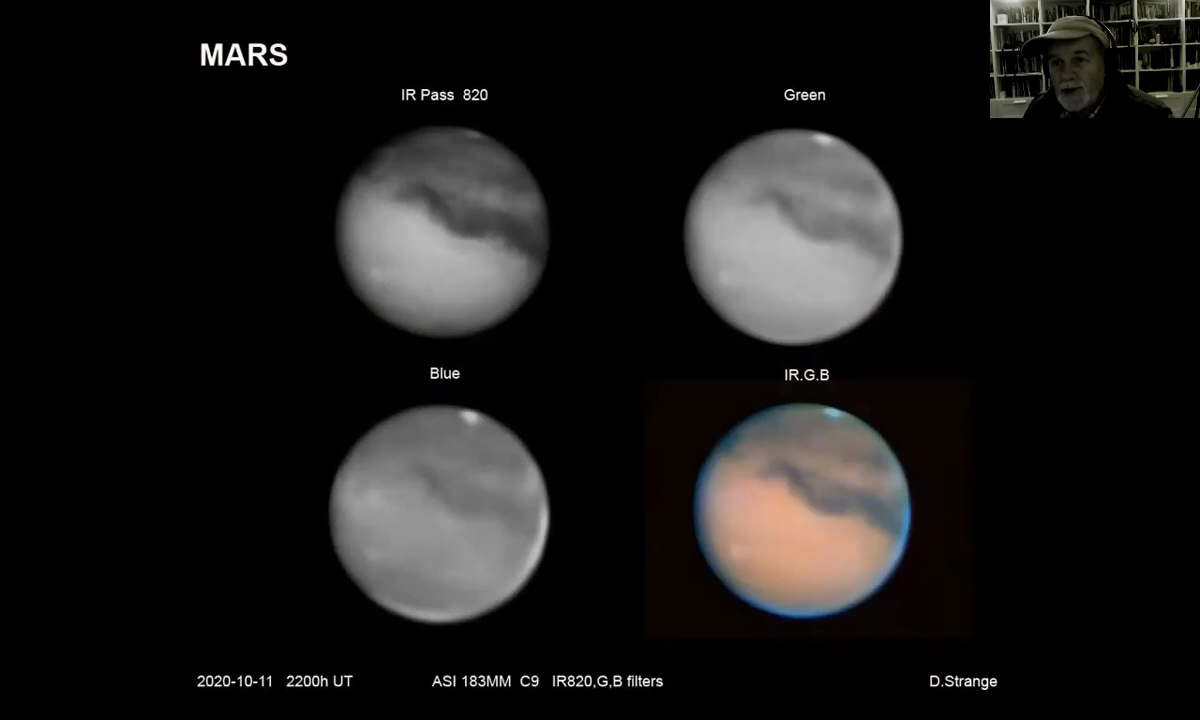 MARS
IR Pass 820
Green
Blue
IR.G.B
2020-10-11 2200h UT
ASI 183MM C9 IR820,G,B filters
D.Strange